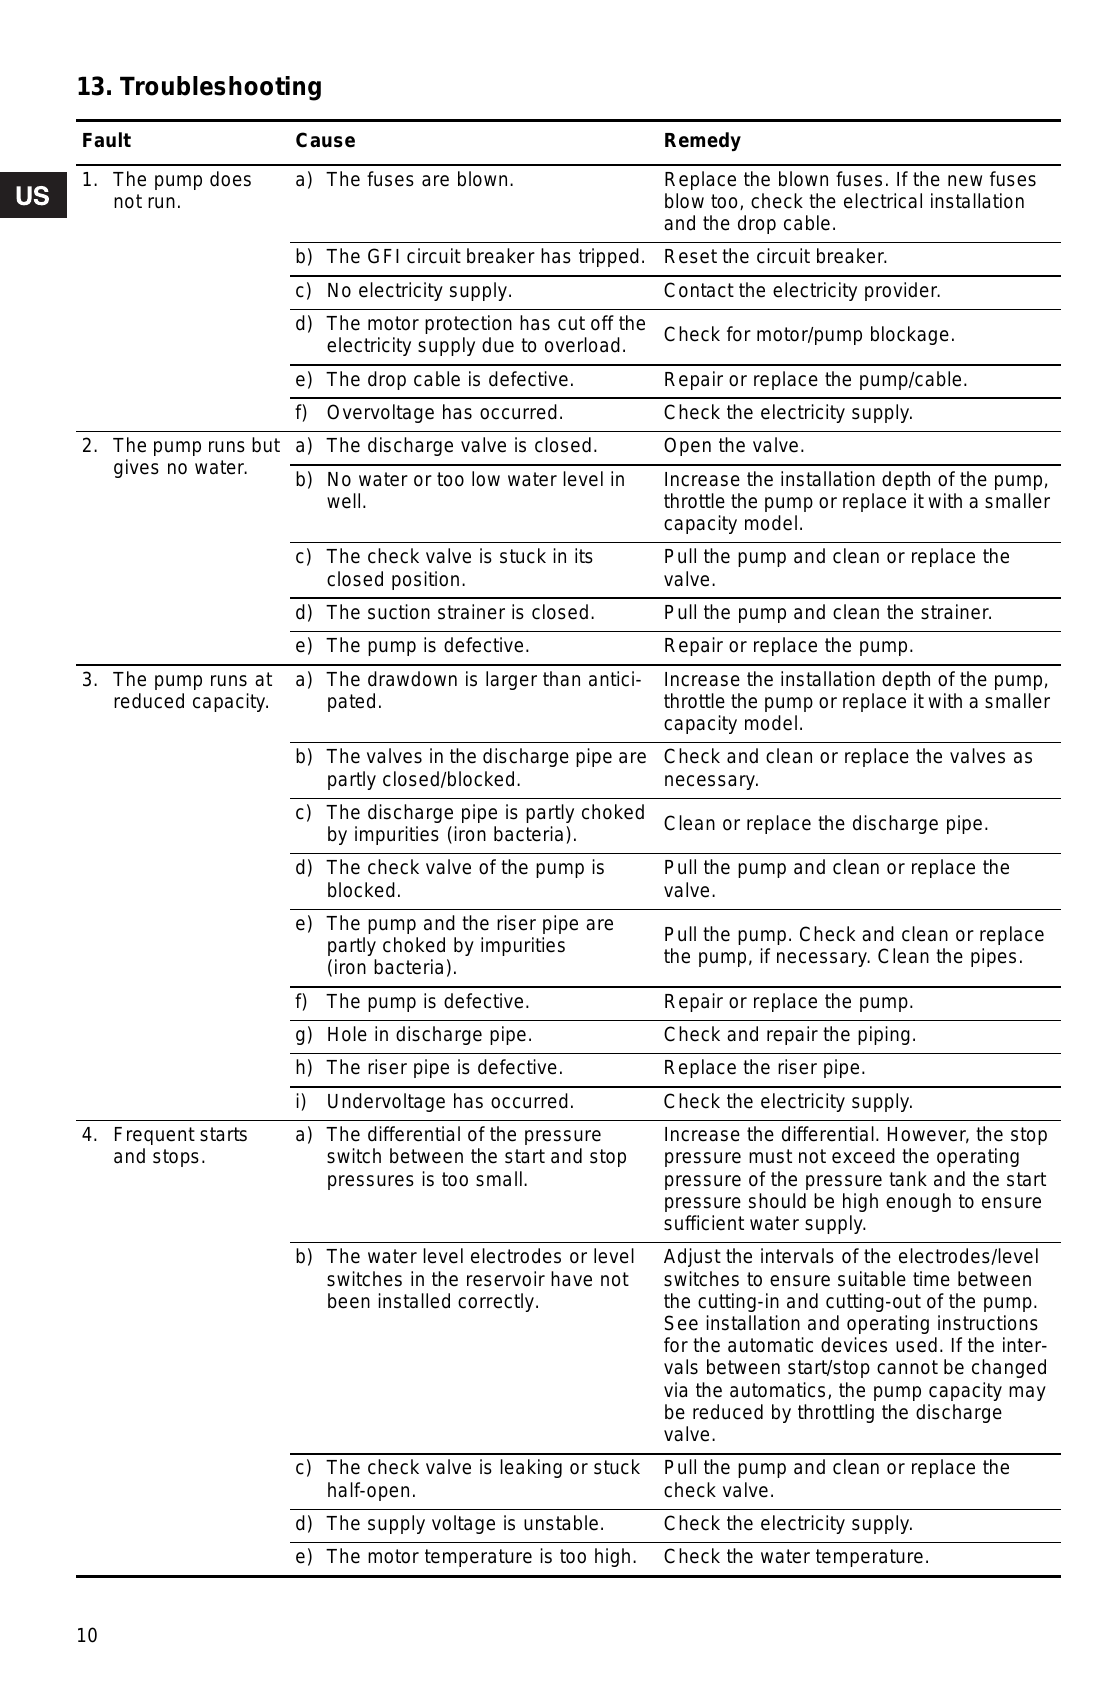 13. Troubleshooting
Fault Cause Remedy
US
1. The pump does
not run.
a) The fuses are blown.
Replace the blown fuses. If the new fuses
blow too, check the electrical installation
and the drop cable.
b) The GFI circuit breaker has tripped.
Reset the circuit breaker.
c) No electricity supply.
Contact the electricity provider.
d) The motor protection has cut off the
electricity supply due to overload.
Check for motor/pump blockage.
e) The drop cable is defective.
Repair or replace the pump/cable.
f) Overvoltage has occurred.
Check the electricity supply.
2. The pump runs but
gives no water.
a) The discharge valve is closed.
Open the valve.
b) No water or too low water level in
well.
Increase the installation depth of the pump,
throttle the pump or replace it with a smaller
capacity model.
c) The check valve is stuck in its
closed position.
Pull the pump and clean or replace the
valve.
d) The suction strainer is closed.
Pull the pump and clean the strainer.
e) The pump is defective.
Repair or replace the pump.
3. The pump runs at
reduced capacity.
a) The drawdown is larger than antici-
pated.
Increase the installation depth of the pump,
throttle the pump or replace it with a smaller
capacity model.
b) The valves in the discharge pipe are
partly closed/blocked.
Check and clean or replace the valves as
necessary.
c) The discharge pipe is partly choked
by impurities (iron bacteria).
Clean or replace the discharge pipe.
d) The check valve of the pump is
blocked.
Pull the pump and clean or replace the
valve.
e) The pump and the riser pipe are
partly choked by impurities
(iron bacteria).
Pull the pump. Check and clean or replace
the pump, if necessary. Clean the pipes.
f) The pump is defective.
Repair or replace the pump.
g) Hole in discharge pipe.
Check and repair the piping.
h) The riser pipe is defective.
Replace the riser pipe.
i) Undervoltage has occurred.
Check the electricity supply.
4. Frequent starts
and stops.
a) The differential of the pressure
switch between the start and stop
pressures is too small.
Increase the differential. However, the stop
pressure must not exceed the operating
pressure of the pressure tank and the start
pressure should be high enough to ensure
sufficient water supply.
b) The water level electrodes or level
switches in the reservoir have not
been installed correctly.
Adjust the intervals of the electrodes/level
switches to ensure suitable time between
the cutting-in and cutting-out of the pump.
See installation and operating instructions
for the automatic devices used. If the inter-
vals between start/stop cannot be changed
via the automatics, the pump capacity may
be reduced by throttling the discharge
valve.
c) The check valve is leaking or stuck
half-open.
Pull the pump and clean or replace the
check valve.
d) The supply voltage is unstable.
Check the electricity supply.
e) The motor temperature is too high.
Check the water temperature.
10